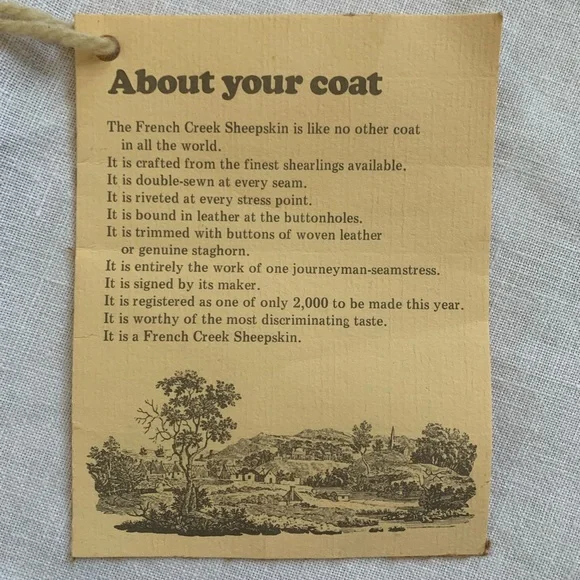 About your coat
The French Creek Sheepskin is like no other coat
in all the world.
It is crafted from the finest shearlings available.
It is double-sewn at every seam.
It is riveted at every stress point.
It is bound in leather at the buttonholes.
It is trimmed with buttons of woven leather
or genuine staghorn.
It is entirely the work of one journeyman-seamstress.
It is signed by its maker.
It is registered as one of only 2,000 to be made this year.
It is worthy of the most discriminating taste.
It is a French Creek Sheepskin.